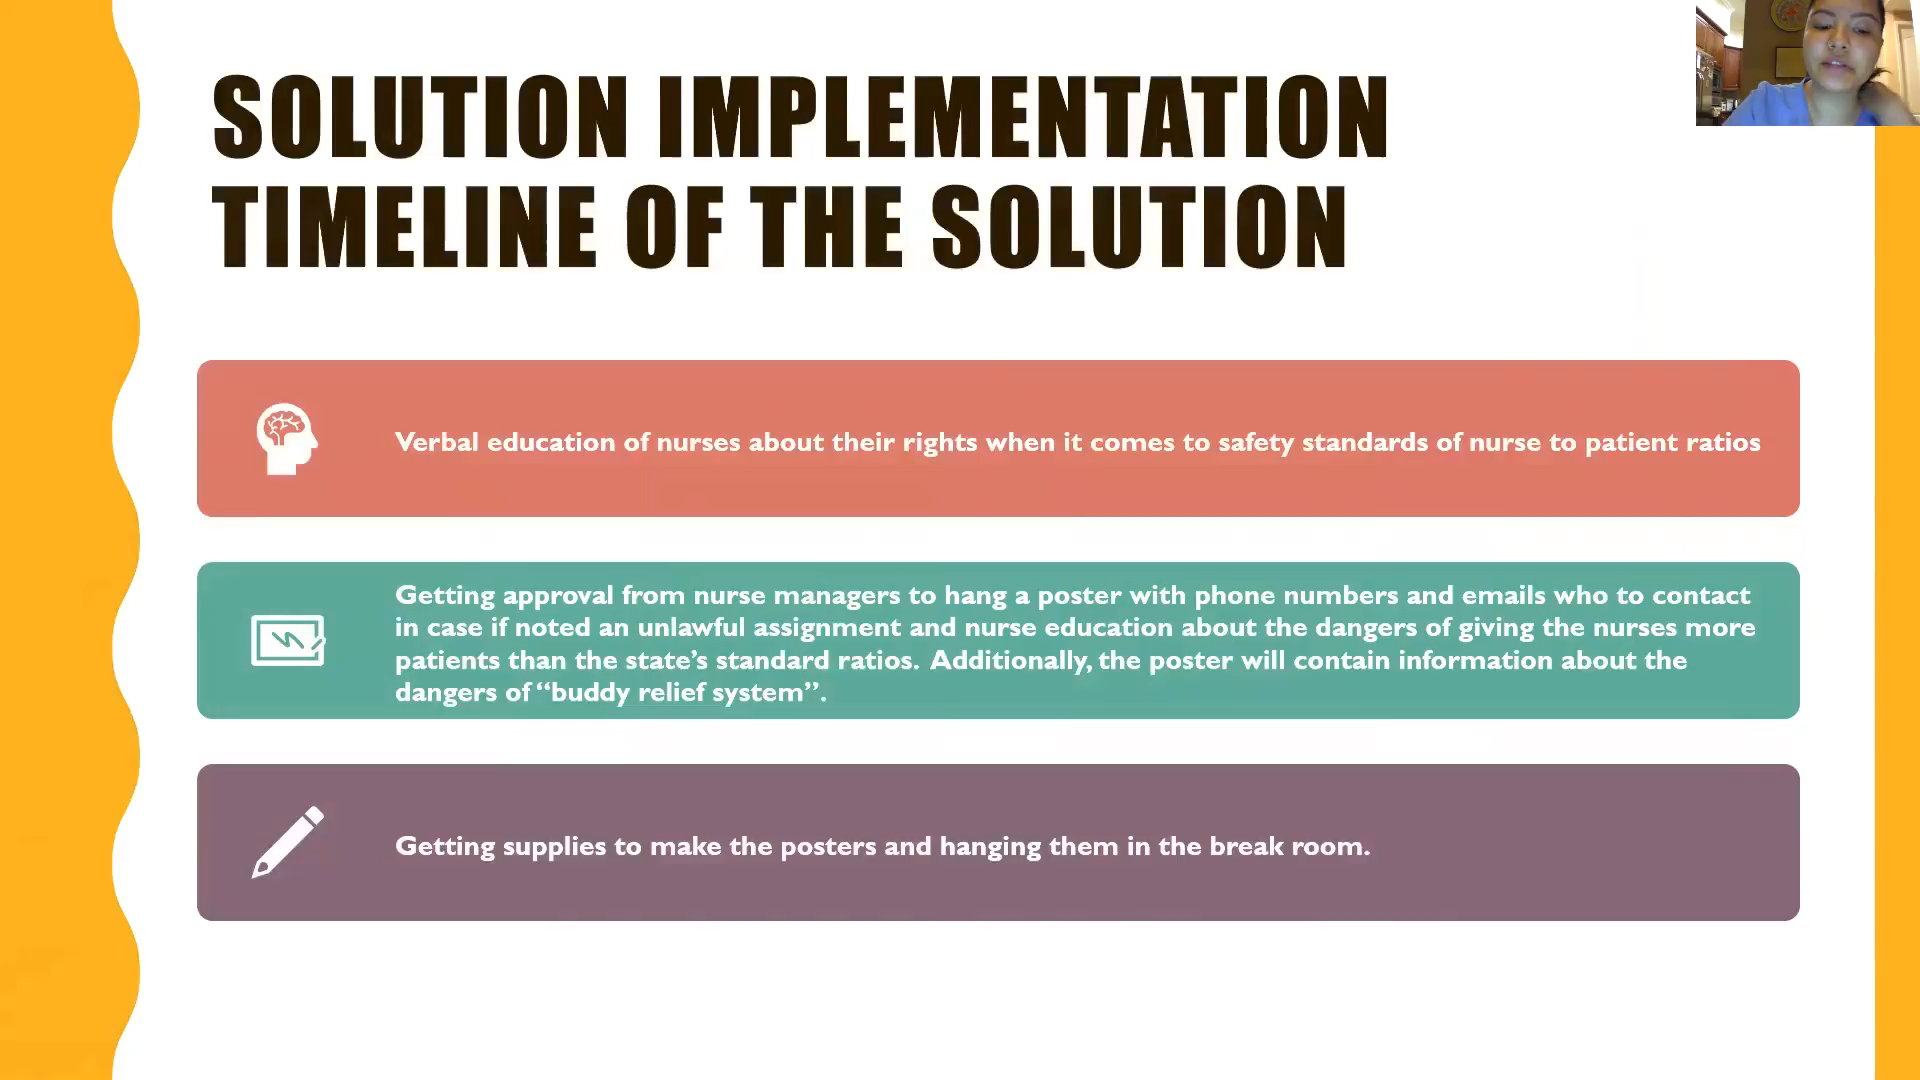 SOLUTION IMPLEMENTATION
TIMELINE OF THE SOLUTION
Verbal education of nurses about their rights when it comes to safety standards of nurse to patient ratios
Getting approval from nurse managers to hang a poster with phone numbers and emails who to contact
in case if noted an unlawful assignment and nurse education about the dangers of giving the nurses more
patients than the state’s standard ratios.  Additionally, the poster will contain information about the
dangers of “buddy relief system”.
Getting supplies to make the posters and hanging them in the break room.